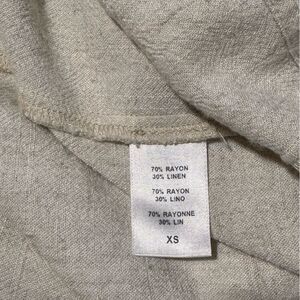 70% RAYON
30% LINEN
70% RAYON
30% LINO
70% RAYONNE
30% LIN
XS